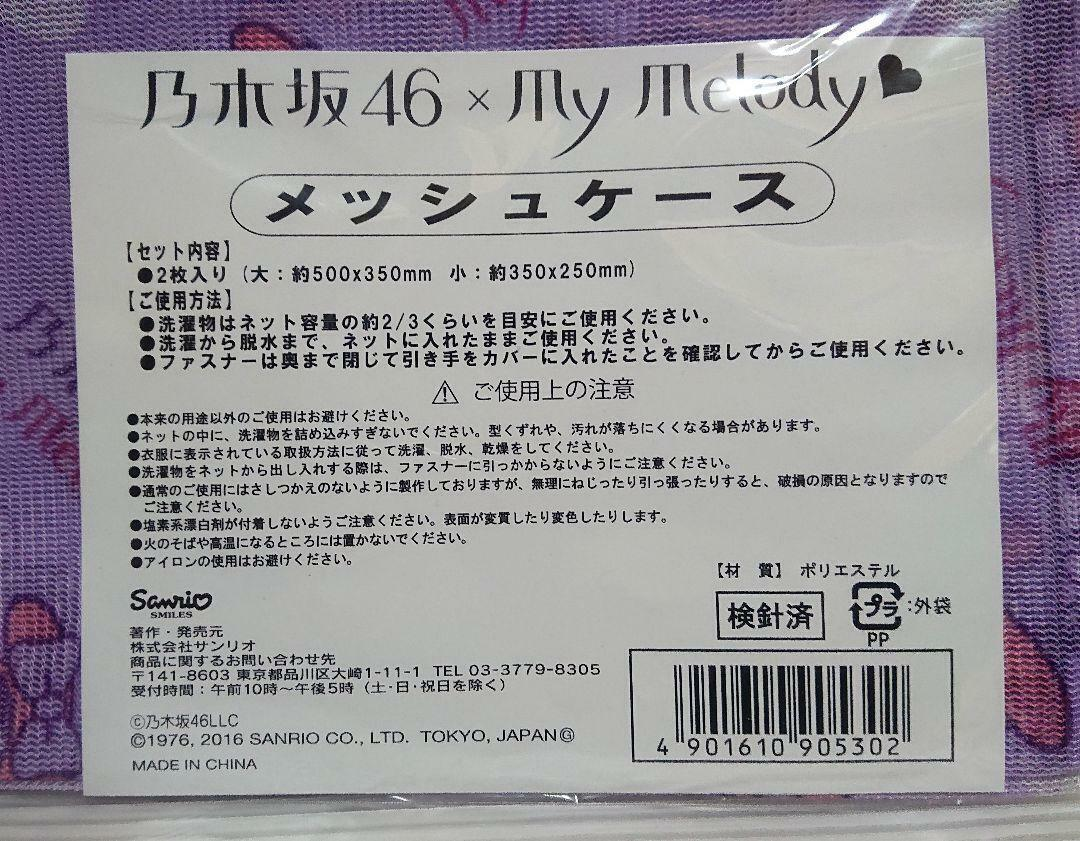 乃木坂46 × My Melody♥
メッシュケース
【セット内容】
●2枚入り (大：約500x350mm 小：約350x250mm)
【ご使用方法】
●洗濯物はネット容量の約2/3くらいを目安にご使用ください。
●洗濯から脱水まで、ネットに入れたままご使用ください。
●ファスナーは奥まで閉じて引き手をカバーに入れたことを確認してからご使用ください。
⚠ ご使用上の注意
●本来の用途以外のご使用はお避けください。
●ネットの中に、洗濯物を詰め込みすぎないでください。型くずれや、汚れが落ちにくくなる場合があります。
●衣服に表示されている取扱方法に従って洗濯、脱水、乾燥をしてください。
●洗濯物をネットから出し入れする際は、ファスナーに引っかからないようにご注意ください。
●通常のご使用にはさしつかえのないように製作しておりますが、無理にねじったり引っ張ったりすると、破損の原因となりますので
ご注意ください。
●塩素系漂白剤が付着しないようご注意ください。表面が変質したり変色したりします。
●火のそばや高温になるところには置かないでください。
●アイロンの使用はお避けください。
【材 質】 ポリエステル
検針済
プラ：外袋
PP
Sanrio
SMILES
著作・発売元
株式会社サンリオ
商品に関するお問い合わせ先
〒141-8603 東京都品川区大崎1-11-1 TEL 03-3779-8305
受付時間：午前10時～午後5時（土・日・祝日を除く）
©乃木坂46LLC
©1976, 2016 SANRIO CO., LTD. TOKYO, JAPAN Ⓖ
MADE IN CHINA
4 901610 905302